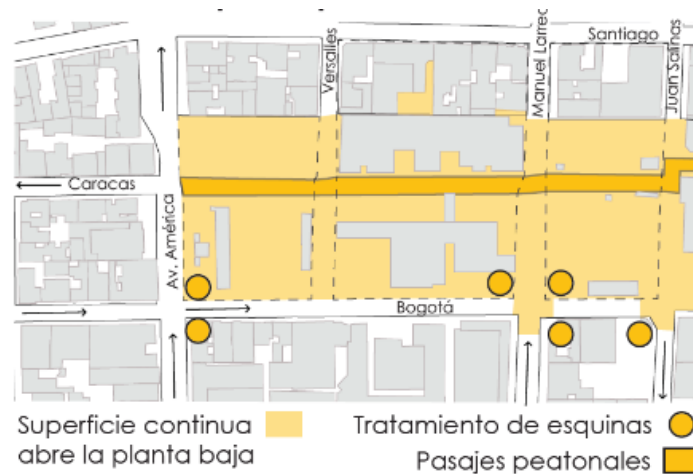 Santiago
Versalles
Manuel Larrea
Juan Salinas
Caracas
Av. América
Bogotá
Superficie continua
abre la planta baja
Tratamiento de esquinas
Pasajes peatonales